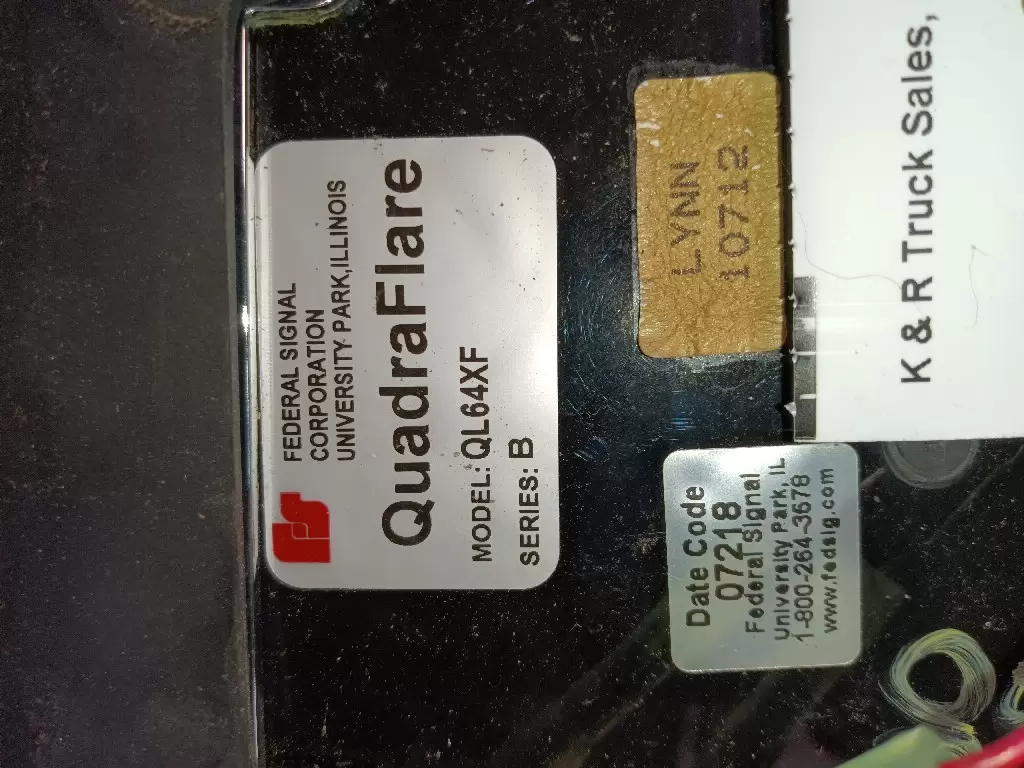 FEDERAL SIGNAL
CORPORATION
UNIVERSITY PARK,ILLINOIS
QuadraFlare
MODEL: QL64XF
SERIES: B
LYNN
10712
K & R Truck Sales,
Date Code
07218
Federal Signal
University Park, IL
1-800-264-3578
www.fedsig.com